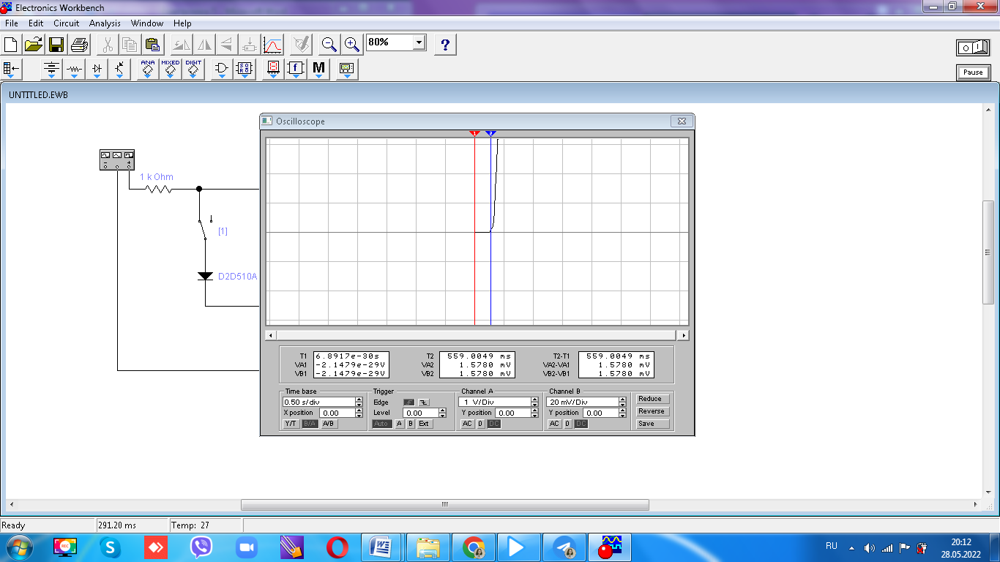 Electronics Workbench
File Edit Circuit Analysis Window Help
80%
?
ANA MIXED DIGIT
f
M
Pause
UNTITLED.EWB
Oscilloscope
1 2
1 k Ohm
[1]
D2D510A
T1 6.8917e-30s T2 559.0049 ms T2-T1 559.0049 ms
VA1 -2.1479e-29V VA2 1.5780 mV VA2-VA1 1.5780 mV
VB1 -2.1479e-29V VB2 1.5780 mV VB2-VB1 1.5780 mV
Time base Trigger Channel A Channel B
0.50 s/div Edge 1 V/Div 20 mV/Div Reduce
X position 0.00 Level 0.00 Y position 0.00 Y position 0.00 Reverse
Y/T B/A A/B Auto A B Ext AC 0 DC AC 0 DC Save
Ready 291.20 ms Temp: 27
RU
20:12
28.05.2022